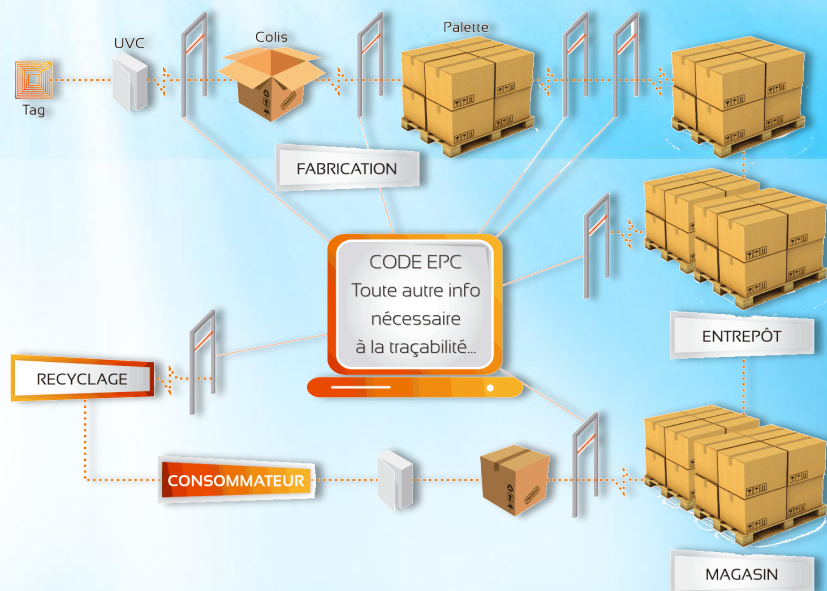 UVC
Colis
Palette
Tag
FABRICATION
CODE EPC
Toute autre info
nécessaire
à la traçabilité...
ENTREPÔT
RECYCLAGE
CONSOMMATEUR
MAGASIN